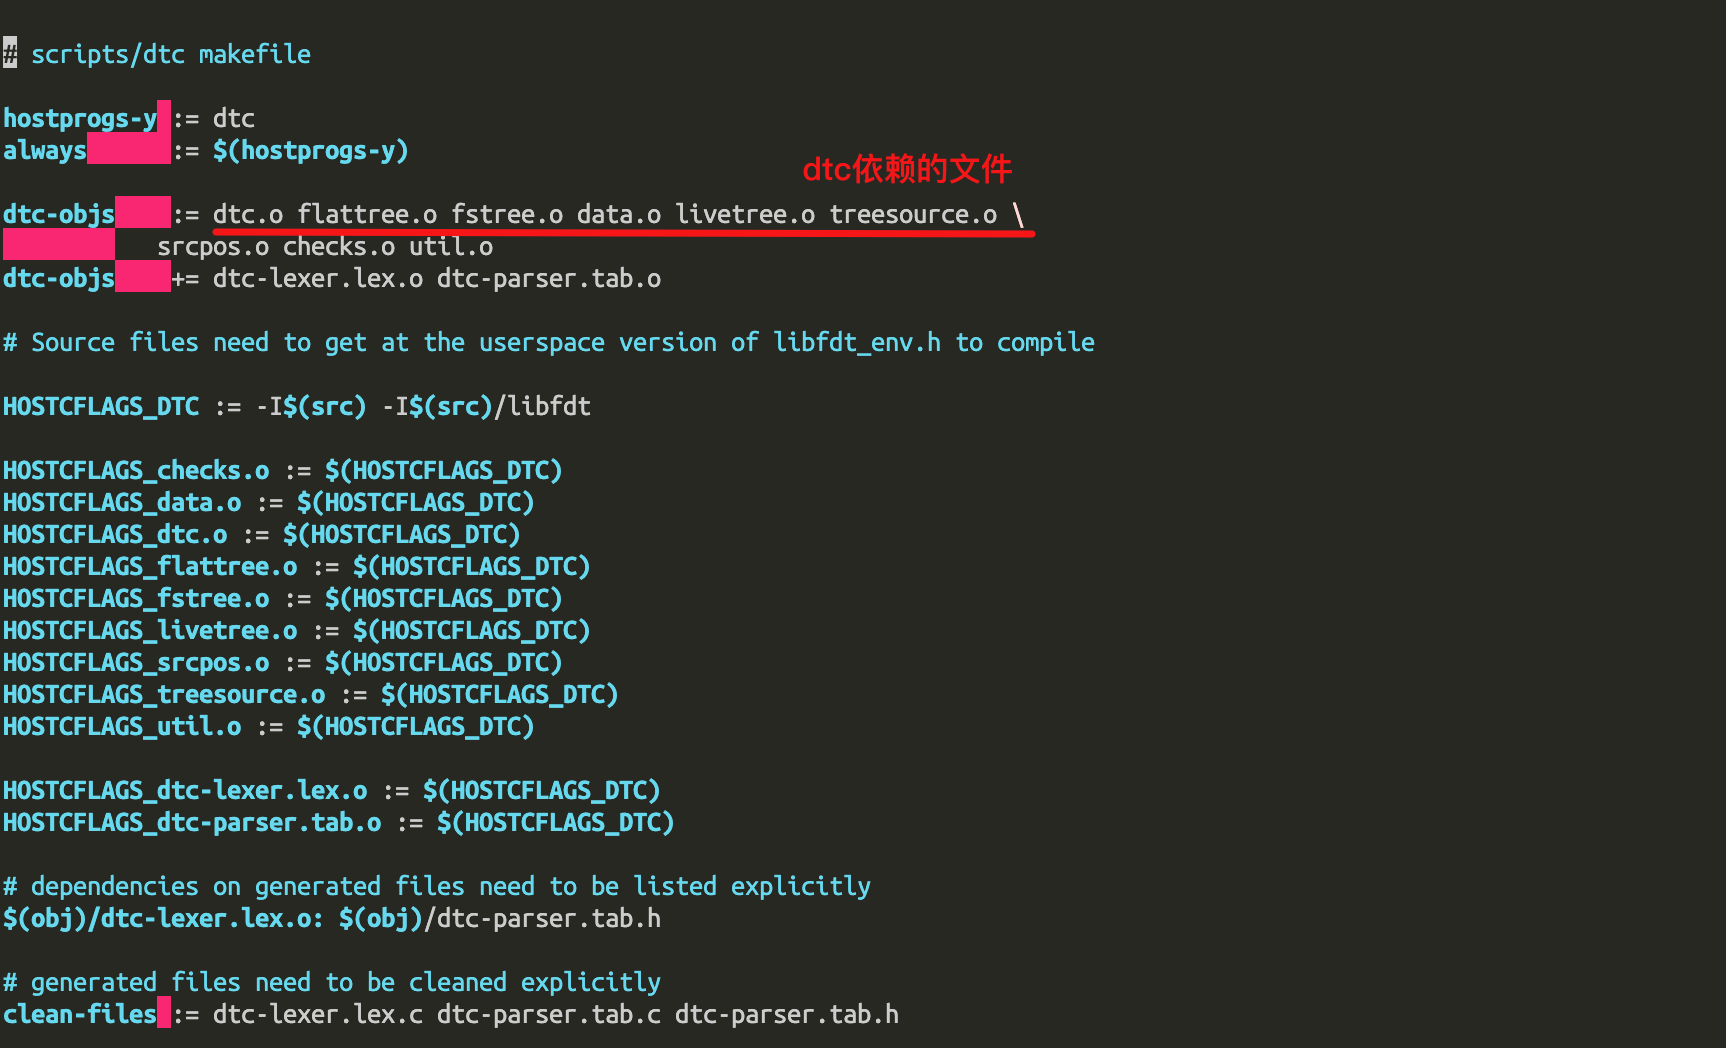 # scripts/dtc makefile
hostprogs-y := dtc
always := $(hostprogs-y)
dtc依赖的文件
dtc-objs := dtc.o flattree.o fstree.o data.o livetree.o treesource.o \
srcpos.o checks.o util.o
dtc-objs += dtc-lexer.lex.o dtc-parser.tab.o
# Source files need to get at the userspace version of libfdt_env.h to compile
HOSTCFLAGS_DTC := -I$(src) -I$(src)/libfdt
HOSTCFLAGS_checks.o := $(HOSTCFLAGS_DTC)
HOSTCFLAGS_data.o := $(HOSTCFLAGS_DTC)
HOSTCFLAGS_dtc.o := $(HOSTCFLAGS_DTC)
HOSTCFLAGS_flattree.o := $(HOSTCFLAGS_DTC)
HOSTCFLAGS_fstree.o := $(HOSTCFLAGS_DTC)
HOSTCFLAGS_livetree.o := $(HOSTCFLAGS_DTC)
HOSTCFLAGS_srcpos.o := $(HOSTCFLAGS_DTC)
HOSTCFLAGS_treesource.o := $(HOSTCFLAGS_DTC)
HOSTCFLAGS_util.o := $(HOSTCFLAGS_DTC)
HOSTCFLAGS_dtc-lexer.lex.o := $(HOSTCFLAGS_DTC)
HOSTCFLAGS_dtc-parser.tab.o := $(HOSTCFLAGS_DTC)
# dependencies on generated files need to be listed explicitly
$(obj)/dtc-lexer.lex.o: $(obj)/dtc-parser.tab.h
# generated files need to be cleaned explicitly
clean-files := dtc-lexer.lex.c dtc-parser.tab.c dtc-parser.tab.h